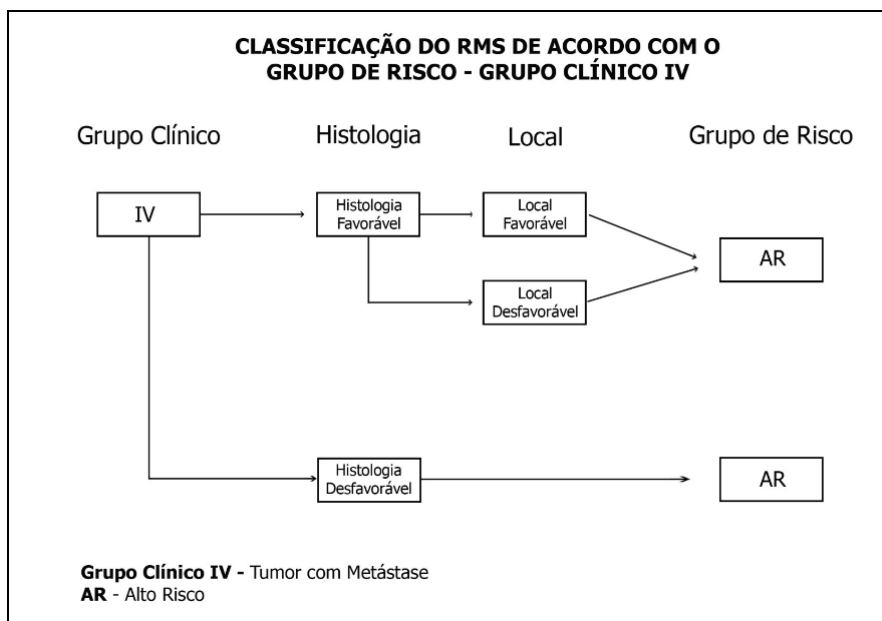 CLASSIFICAÇÃO DO RMS DE ACORDO COM O
GRUPO DE RISCO - GRUPO CLÍNICO IV
Grupo Clínico
Histologia
Local
Grupo de Risco
IV
Histologia
Favorável
Local
Favorável
AR
Local
Desfavorável
Histologia
Desfavorável
AR
Grupo Clínico IV - Tumor com Metástase
AR - Alto Risco